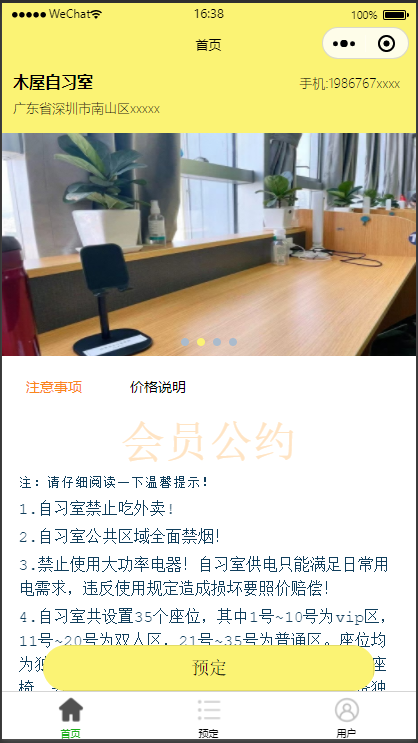 WeChat
16:38
100%
首页
木屋自习室
手机:1986767xxxx
广东省深圳市南山区xxxxx
注意事项
价格说明
会员公约
注：请仔细阅读一下温馨提示!
1.自习室禁止吃外卖!
2.自习室公共区域全面禁烟!
3.禁止使用大功率电器! 自习室供电只能满足日常用
电需求，违反使用规定造成损坏要照价赔偿!
4.自习室共设置35个座位，其中1号~10号为vip区，
11号~20号为双人区，21号~35号为普通区。座位均
为独
座
预定
椅
独
首页
预定
用户